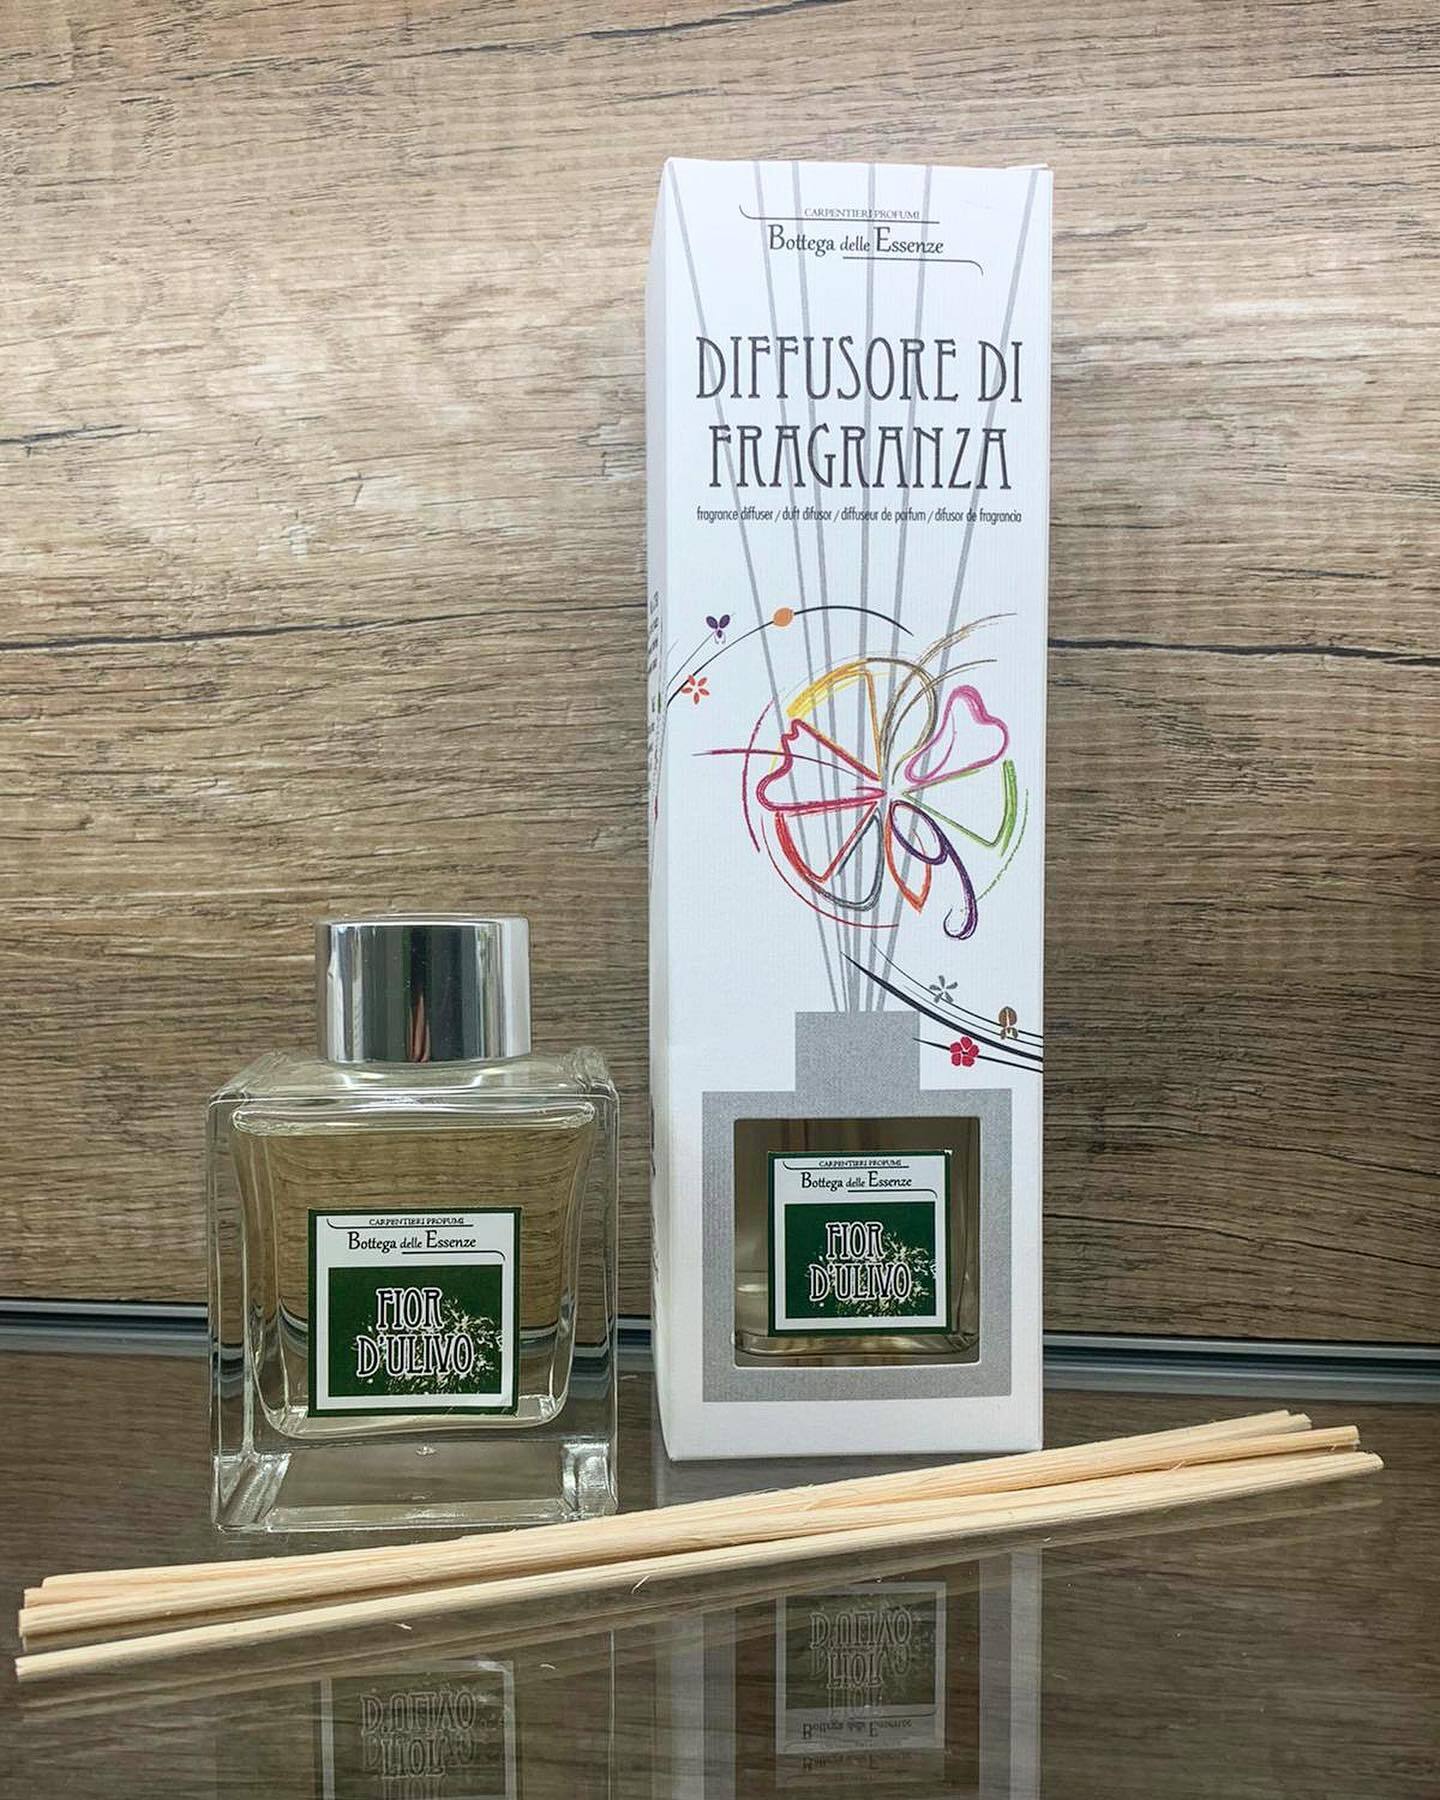 CARPENTIERI PROFUMI
Bottega delle Essenze
DIFFUSORE DI
FRAGRANZA
fragrance diffuser / duft difusor / diffuseur de parfum / difusor de fragrancia
CARPENTIERI PROFUMI
Bottega delle Essenze
FIOR
D'ULIVO
CARPENTIERI PROFUMI
Bottega delle Essenze
FIOR
D'ULIVO